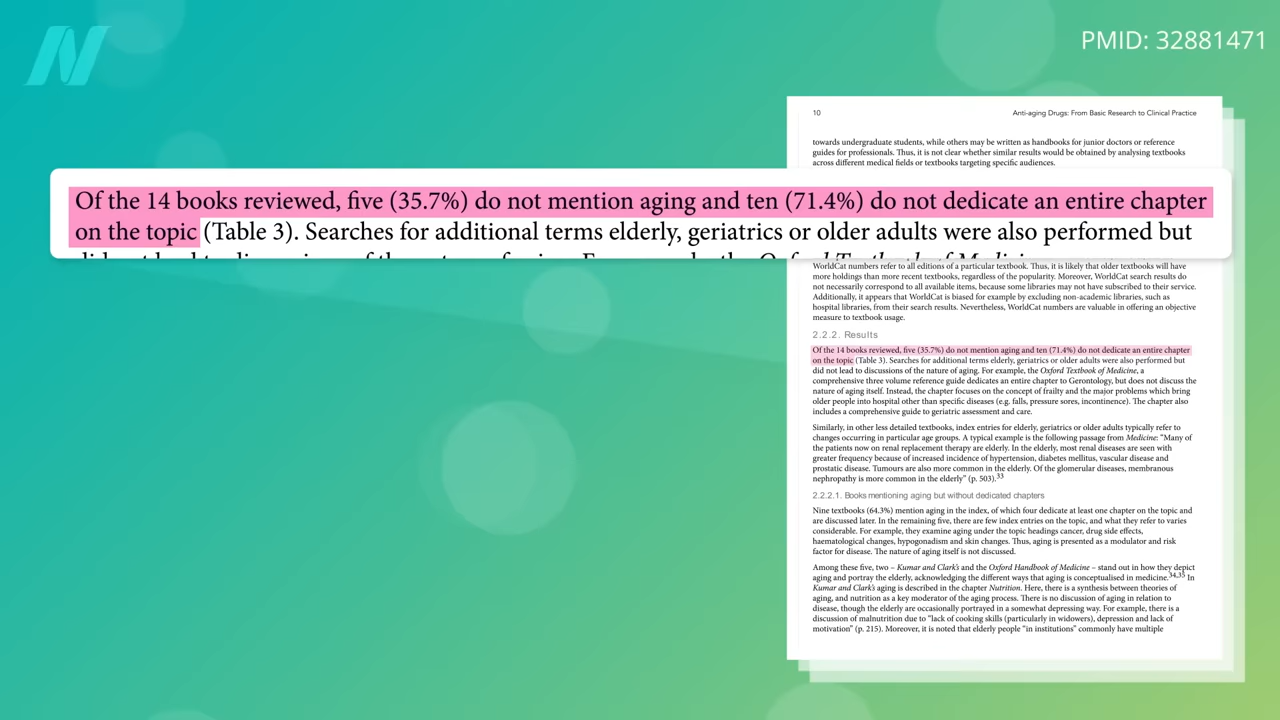 PMID: 32881471
10 Anti-aging Drugs: From Basic Research to Clinical Practice
towards undergraduate students, while others may be written as handbooks for junior doctors or reference
guides for professionals. Thus, it is not clear whether similar results would be obtained by analysing textbooks
across different medical fields or textbooks targeting specific audiences.
Of the 14 books reviewed, five (35.7%) do not mention aging and ten (71.4%) do not dedicate an entire chapter
on the topic (Table 3). Searches for additional terms elderly, geriatrics or older adults were also performed but
WorldCat numbers refer to all editions of a particular textbook. Thus, it is likely that older textbooks will have
more holdings than more recent textbooks, regardless of the popularity. Moreover, WorldCat search results do
not necessarily correspond to all available items, because some libraries may not have subscribed to their service.
Additionally, it appears that WorldCat is biased for example by excluding non-academic libraries, such as
hospital libraries, from their search results. Nevertheless, WorldCat numbers are valuable in offering an objective
measure to textbook usage.
2.2.2. Results
Of the 14 books reviewed, five (35.7%) do not mention aging and ten (71.4%) do not dedicate an entire chapter
on the topic (Table 3). Searches for additional terms elderly, geriatrics or older adults were also performed but
did not lead to discussions of the nature of aging. For example, the Oxford Textbook of Medicine, a
comprehensive three volume reference guide dedicates an entire chapter to Gerontology, but does not discuss the
nature of aging itself. Instead, the chapter focuses on the concept of frailty and the major problems which bring
older people into hospital other than specific diseases (e.g. falls, pressure sores, incontinence). The chapter also
includes a comprehensive guide to geriatric assessment and care.
Similarly, in other less detailed textbooks, index entries for elderly, geriatrics or older adults typically refer to
changes occurring in particular age groups. A typical example is the following passage from Medicine: “Many of
the patients now on renal replacement therapy are elderly. In the elderly, most renal diseases are seen with
greater frequency because of increased incidence of hypertension, diabetes mellitus, vascular disease and
prostatic disease. Tumours are also more common in the elderly. Of the glomerular diseases, membranous
nephropathy is more common in the elderly” (p. 503).33
2.2.2.1. Books mentioning aging but without dedicated chapters
Nine textbooks (64.3%) mention aging in the index, of which four dedicate at least one chapter on the topic and
are discussed later. In the remaining five, there are few index entries on the topic, and what they refer to varies
considerable. For example, they examine aging under the topic headings cancer, drug side effects,
haematological changes, hypogonadism and skin changes. Thus, aging is presented as a modulator and risk
factor for disease. The nature of aging itself is not discussed.
Among these five, two – Kumar and Clark’s and the Oxford Handbook of Medicine – stand out in how they depict
aging and portray the elderly, acknowledging the different ways that aging is conceptualised in medicine.34,35 In
Kumar and Clark’s aging is described in the chapter Nutrition. Here, there is a synthesis between theories of
aging, and nutrition as a key moderator of the aging process. There is no discussion of aging in relation to
disease, though the elderly are occasionally portrayed in a somewhat depressing way. For example, there is a
discussion of malnutrition due to “lack of cooking skills (particularly in widowers), depression and lack of
motivation” (p. 215). Moreover, it is noted that elderly people “in institutions” commonly have multiple